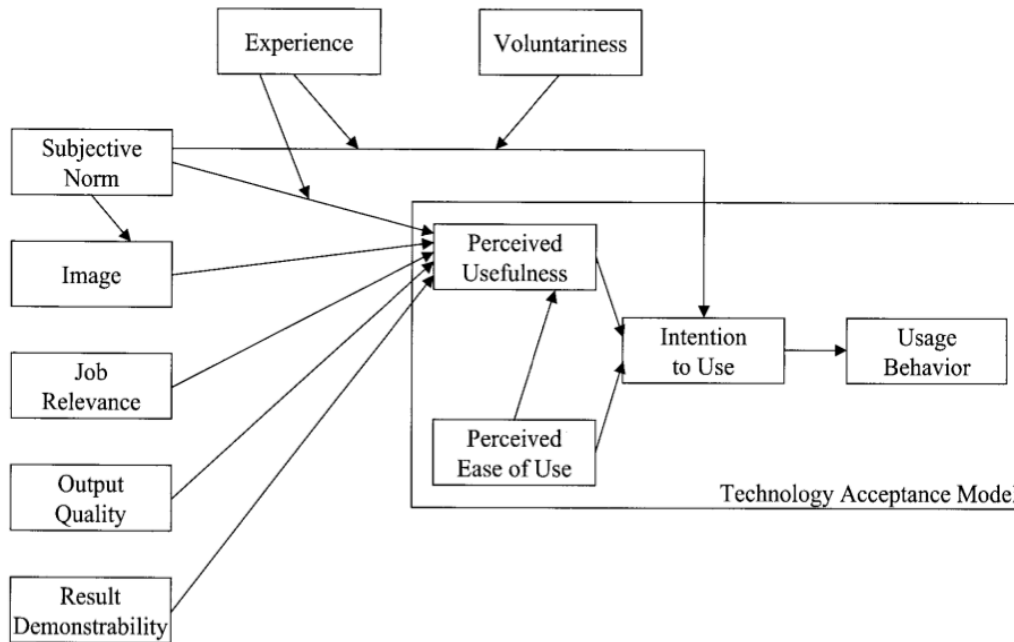 Experience
Voluntariness
Subjective
Norm
Image
Job
Relevance
Output
Quality
Result
Demonstrability
Perceived
Usefulness
Perceived
Ease of Use
Intention
to Use
Usage
Behavior
Technology Acceptance Model